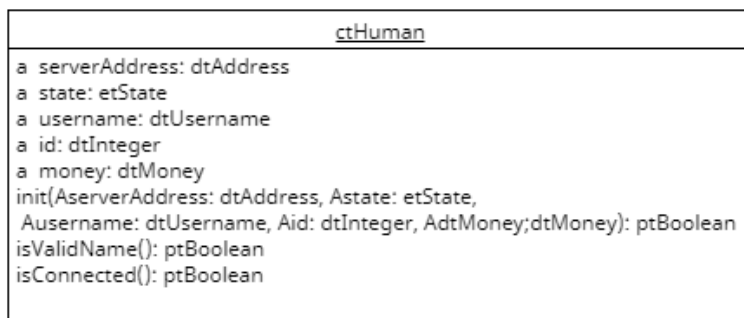 ctHuman
a serverAddress: dtAddress
a state: etState
a username: dtUsername
a id: dtInteger
a money: dtMoney
init(AserverAddress: dtAddress, Astate: etState,
Ausername: dtUsername, Aid: dtInteger, AdtMoney;dtMoney): ptBoolean
isValidName(): ptBoolean
isConnected(): ptBoolean